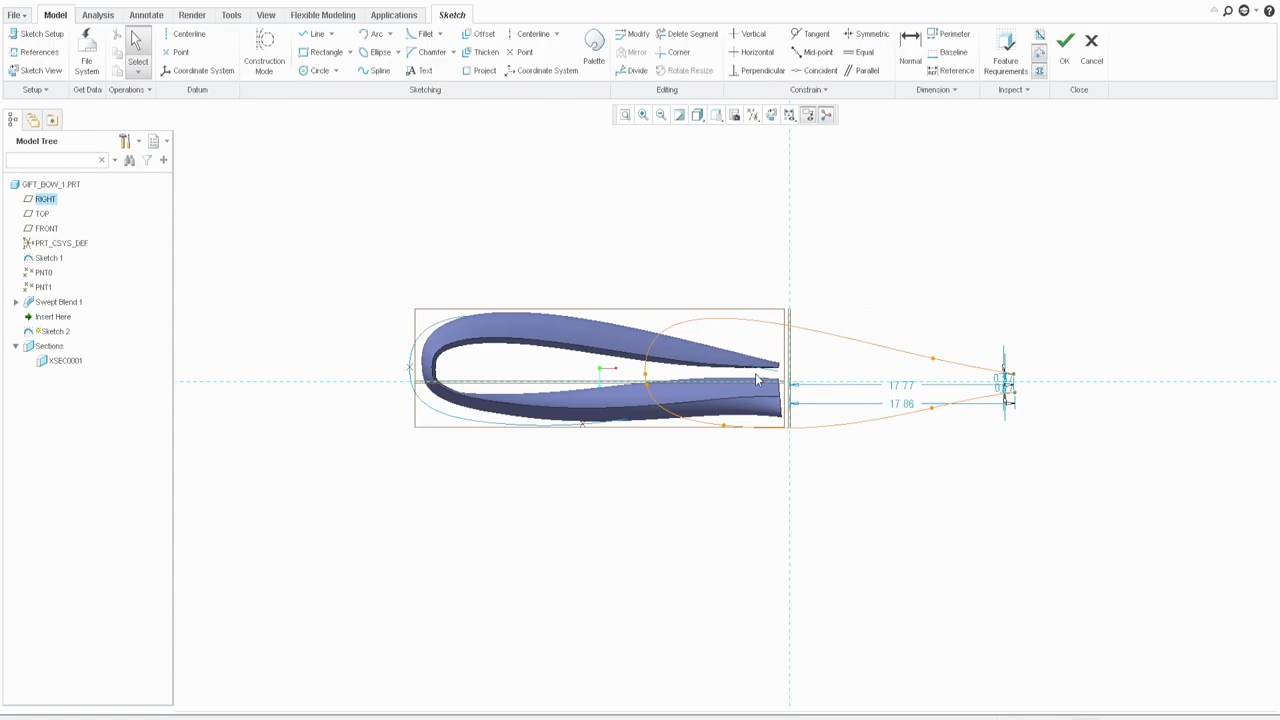 File Model Analysis Annotate Render Tools View Flexible Modeling Applications Sketch
Sketch Setup Centerline Line Arc Fillet Offset Centerline Modify Delete Segment Vertical Tangent Symmetric Perimeter
References Point Rectangle Ellipse Chamfer Thicken Point Mirror Corner Horizontal Mid-point Equal Baseline
Sketch View File System Select Coordinate System Construction Mode Circle Spline Text Project Coordinate System Palette Divide Rotate Resize Perpendicular Coincident Parallel Normal Reference Feature Requirements OK Cancel
Setup Get Data Operations Datum Sketching Editing Constrain Dimension Inspect Close
Model Tree
GIFT_BOW_1.PRT
RIGHT
TOP
FRONT
PRT_CSYS_DEF
Sketch 1
PNT0
PNT1
Swept Blend 1
Insert Here
Sketch 2
Sections
XSEC0001
17.77
17.86